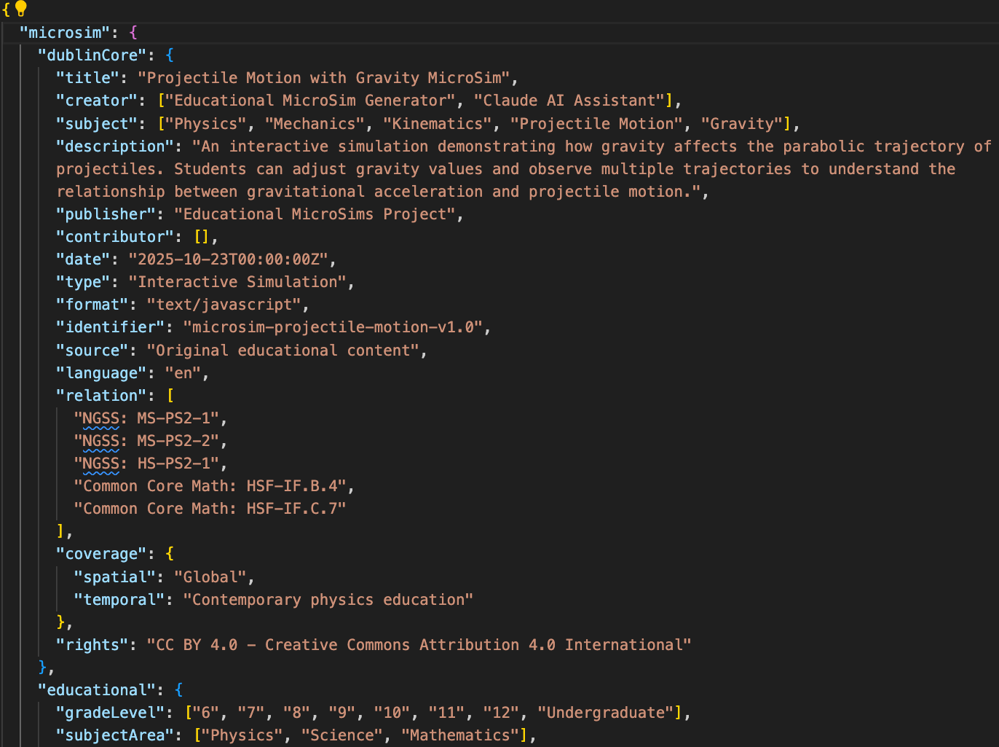 {
"microsim": {
"dublinCore": {
"title": "Projectile Motion with Gravity MicroSim",
"creator": ["Educational MicroSim Generator", "Claude AI Assistant"],
"subject": ["Physics", "Mechanics", "Kinematics", "Projectile Motion", "Gravity"],
"description": "An interactive simulation demonstrating how gravity affects the parabolic trajectory of
projectiles. Students can adjust gravity values and observe multiple trajectories to understand the
relationship between gravitational acceleration and projectile motion.",
"publisher": "Educational MicroSims Project",
"contributor": [],
"date": "2025-10-23T00:00:00Z",
"type": "Interactive Simulation",
"format": "text/javascript",
"identifier": "microsim-projectile-motion-v1.0",
"source": "Original educational content",
"language": "en",
"relation": [
"NGSS: MS-PS2-1",
"NGSS: MS-PS2-2",
"NGSS: HS-PS2-1",
"Common Core Math: HSF-IF.B.4",
"Common Core Math: HSF-IF.C.7"
],
"coverage": {
"spatial": "Global",
"temporal": "Contemporary physics education"
},
"rights": "CC BY 4.0 - Creative Commons Attribution 4.0 International"
},
"educational": {
"gradeLevel": ["6", "7", "8", "9", "10", "11", "12", "Undergraduate"],
"subjectArea": ["Physics", "Science", "Mathematics"],